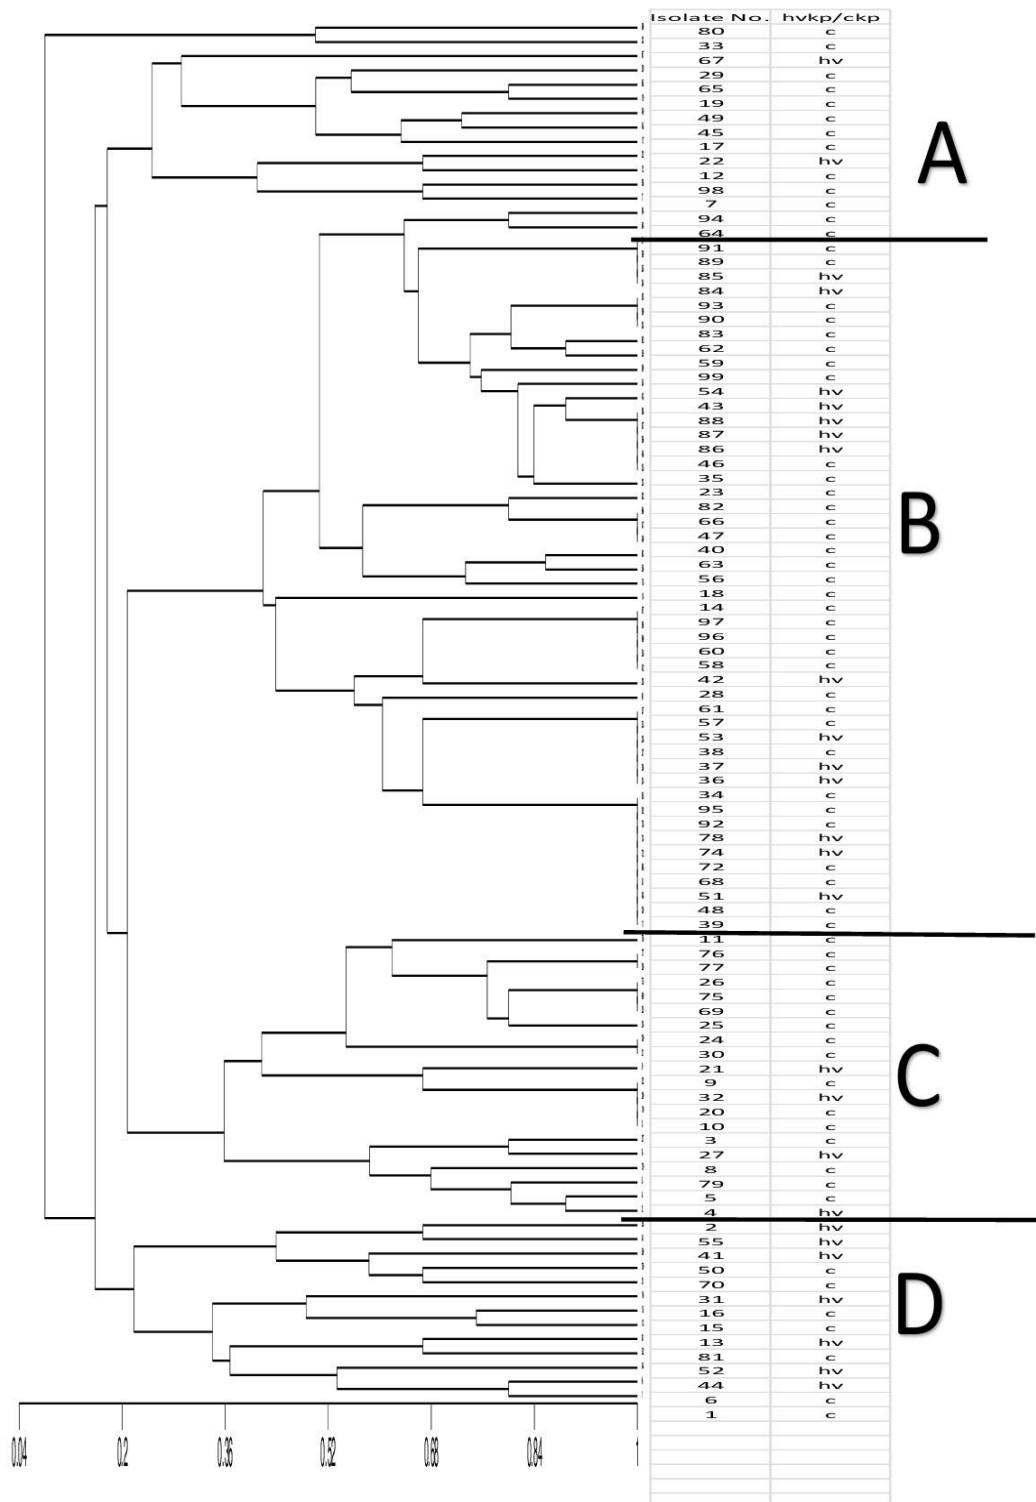 Isolate No. hvkp/ckp
80 c
33 c
67 hv
29 c
65 c
19 c
49 c
45 c
17 c
22 hv
12 c
98 c
7 c
94 c
64 c
91 c
89 c
85 hv
84 hv
93 c
90 c
83 c
62 c
59 c
99 c
54 hv
43 hv
88 hv
87 hv
86 hv
46 c
35 c
23 c
82 c
66 c
47 c
40 c
63 c
56 c
18 c
14 c
97 c
96 c
60 c
58 c
42 hv
28 c
61 c
57 c
53 hv
38 c
37 hv
36 hv
34 c
95 c
92 c
78 hv
74 hv
72 c
68 c
51 hv
48 c
39 c
11 c
76 c
77 c
26 c
75 c
69 c
25 c
24 c
30 c
21 hv
9 c
32 hv
20 c
10 c
3 c
27 hv
8 c
79 c
5 c
4 hv
2 hv
55 hv
41 hv
50 c
70 c
31 hv
16 c
15 c
13 hv
81 c
52 hv
44 hv
6 c
1 c
A
B
C
D
0.04 0.2 0.36 0.52 0.68 0.84 1